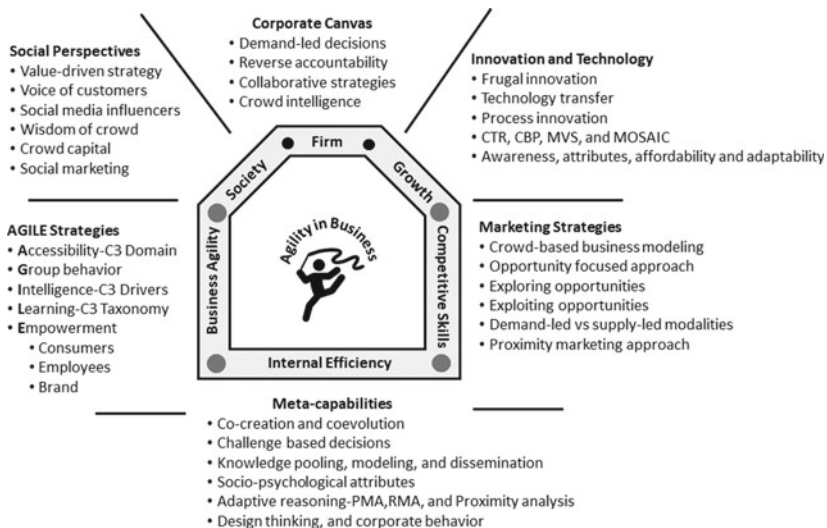 Corporate Canvas
• Demand-led decisions
• Reverse accountability
• Collaborative strategies
• Crowd intelligence
Social Perspectives
• Value-driven strategy
• Voice of customers
• Social media influencers
• Wisdom of crowd
• Crowd capital
• Social marketing
Innovation and Technology
• Frugal innovation
• Technology transfer
• Process innovation
• CTR, CBP, MVS, and MOSAIC
• Awareness, attributes, affordability and adaptability
Firm
Society
Growth
Business Agility
Agility in Business
Competitive Skills
Internal Efficiency
AGILE Strategies
• Accessibility-C3 Domain
• Group behavior
• Intelligence-C3 Drivers
• Learning-C3 Taxonomy
• Empowerment
• Consumers
• Employees
• Brand
Marketing Strategies
• Crowd-based business modeling
• Opportunity focused approach
• Exploring opportunities
• Exploiting opportunities
• Demand-led vs supply-led modalities
• Proximity marketing approach
Meta-capabilities
• Co-creation and coevolution
• Challenge based decisions
• Knowledge pooling, modeling, and dissemination
• Socio-psychological attributes
• Adaptive reasoning-PMA,RMA, and Proximity analysis
• Design thinking, and corporate behavior